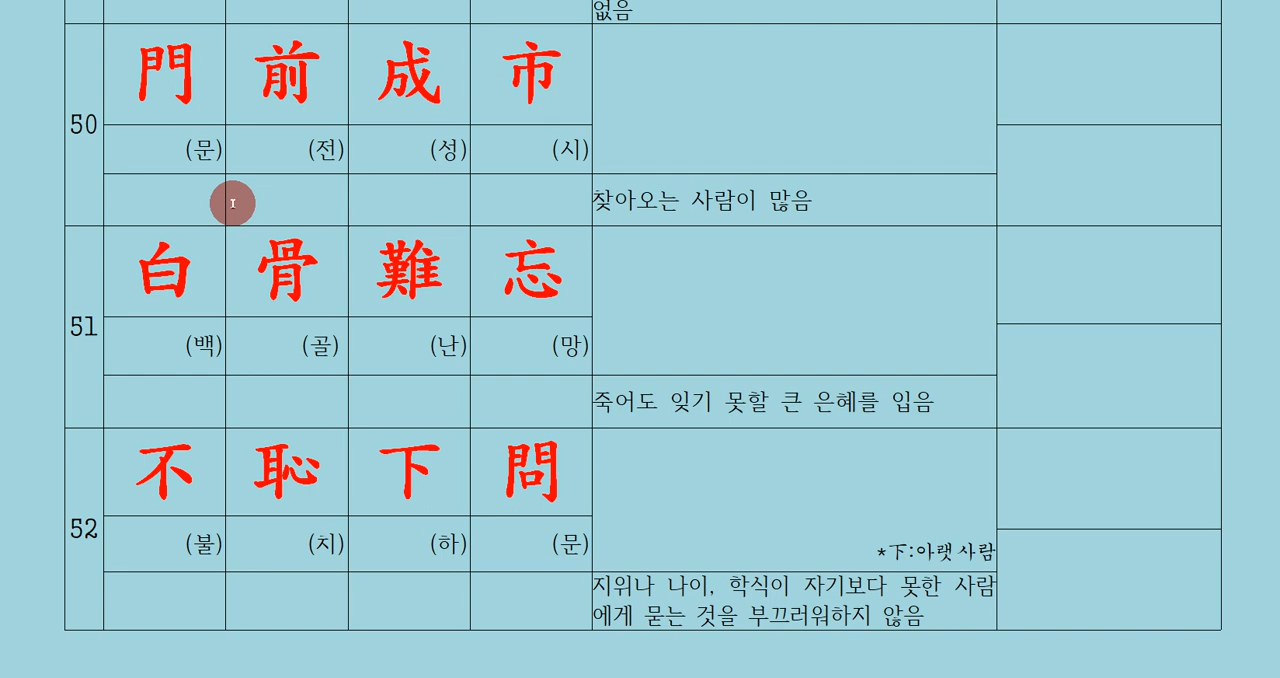 없음
50
門 前 成 市
(문) (전) (성) (시)
찾아오는 사람이 많음
51
白 骨 難 忘
(백) (골) (난) (망)
죽어도 잊기 못할 큰 은혜를 입음
52
不 恥 下 問
(불) (치) (하) (문)
*下:아랫사람
지위나 나이, 학식이 자기보다 못한 사람
에게 묻는 것을 부끄러워하지 않음